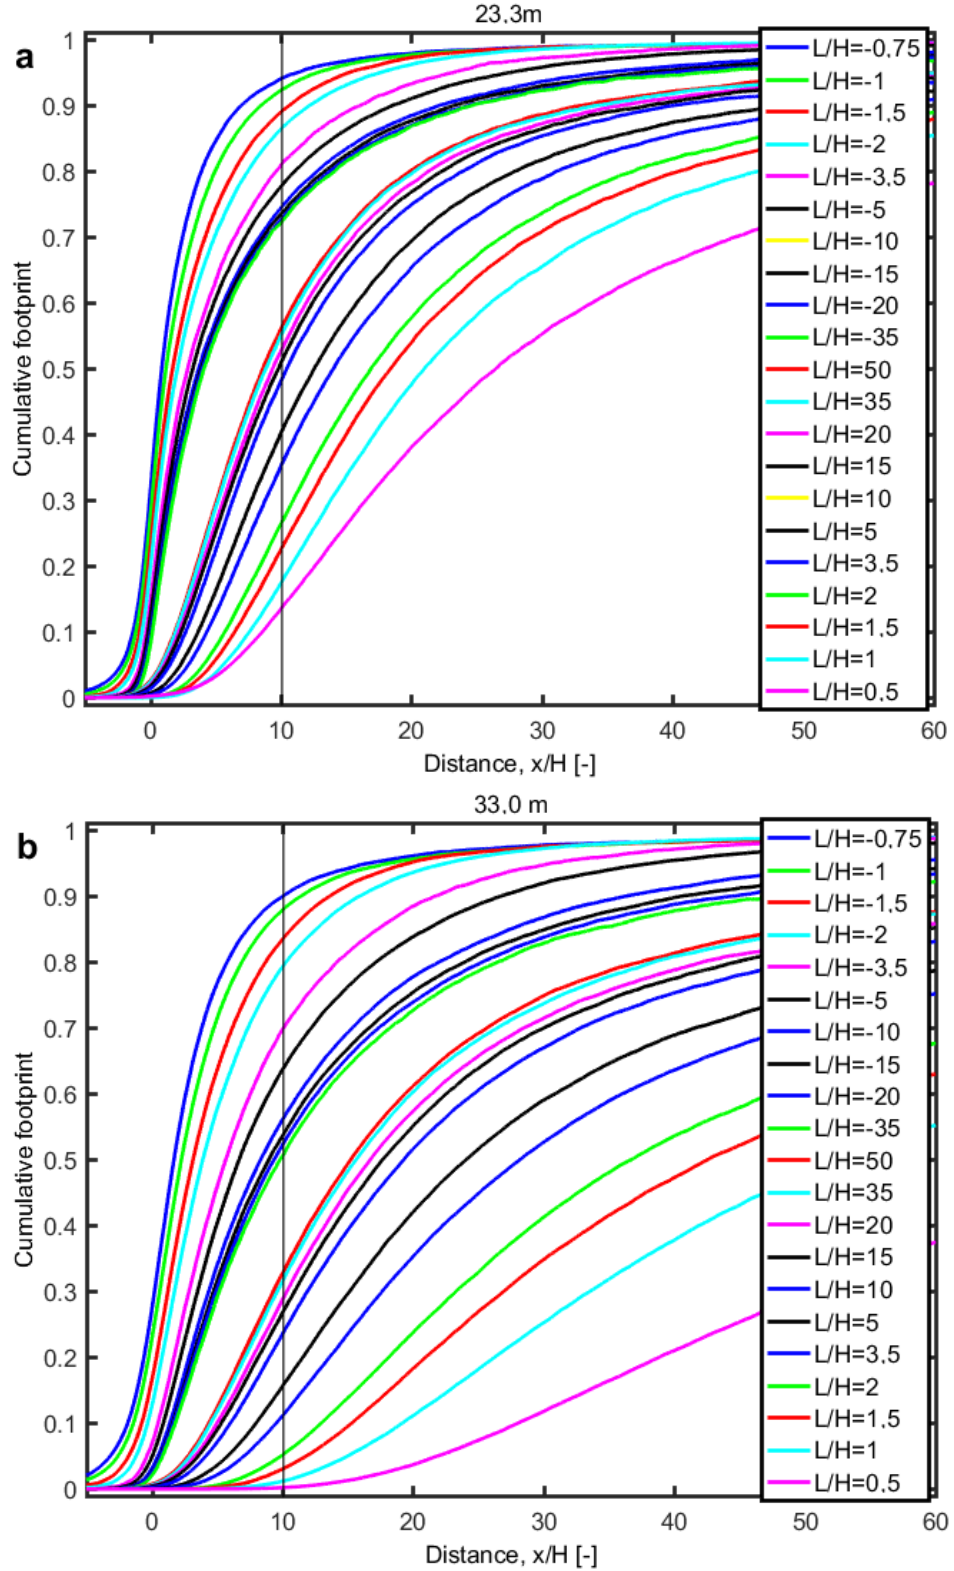 23,3m
a
1
0.9
0.8
0.7
0.6
0.5
0.4
0.3
0.2
0.1
0
Cumulative footprint
L/H=-0,75
L/H=-1
L/H=-1,5
L/H=-2
L/H=-3,5
L/H=-5
L/H=-10
L/H=-15
L/H=-20
L/H=-35
L/H=50
L/H=35
L/H=20
L/H=15
L/H=10
L/H=5
L/H=3,5
L/H=2
L/H=1,5
L/H=1
L/H=0,5
0 10 20 30 40 50 60
Distance, x/H [-]
33,0 m
b
1
0.9
0.8
0.7
0.6
0.5
0.4
0.3
0.2
0.1
0
Cumulative footprint
L/H=-0,75
L/H=-1
L/H=-1,5
L/H=-2
L/H=-3,5
L/H=-5
L/H=-10
L/H=-15
L/H=-20
L/H=-35
L/H=50
L/H=35
L/H=20
L/H=15
L/H=10
L/H=5
L/H=3,5
L/H=2
L/H=1,5
L/H=1
L/H=0,5
0 10 20 30 40 50 60
Distance, x/H [-]